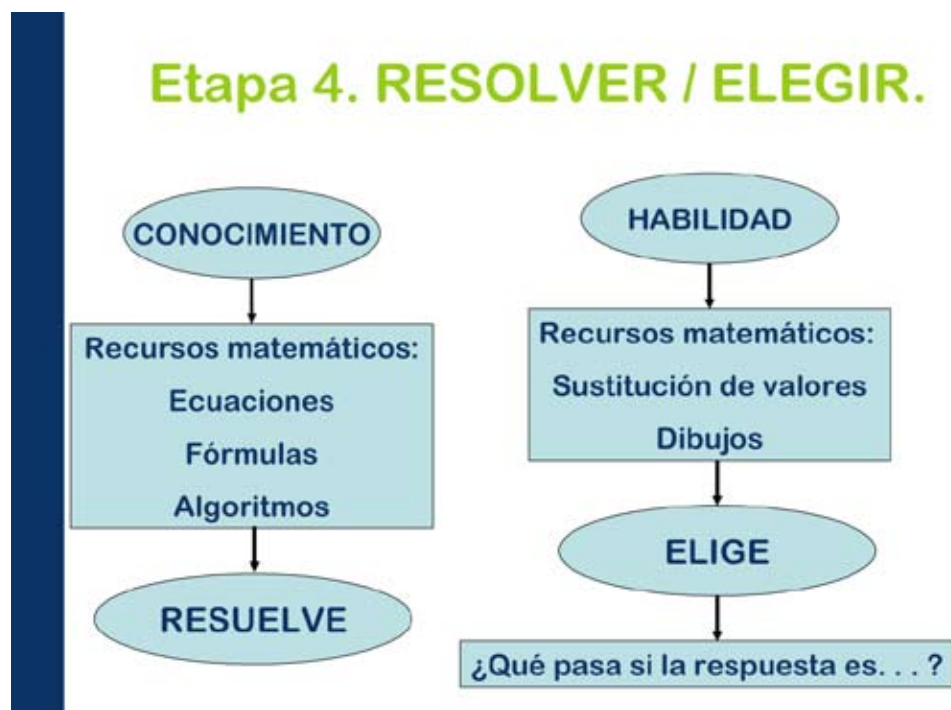 Etapa 4. RESOLVER / ELEGIR.
CONOCIMIENTO
Recursos matemáticos:
Ecuaciones
Fórmulas
Algoritmos
RESUELVE
HABILIDAD
Recursos matemáticos:
Sustitución de valores
Dibujos
ELIGE
¿Qué pasa si la respuesta es. . . ?